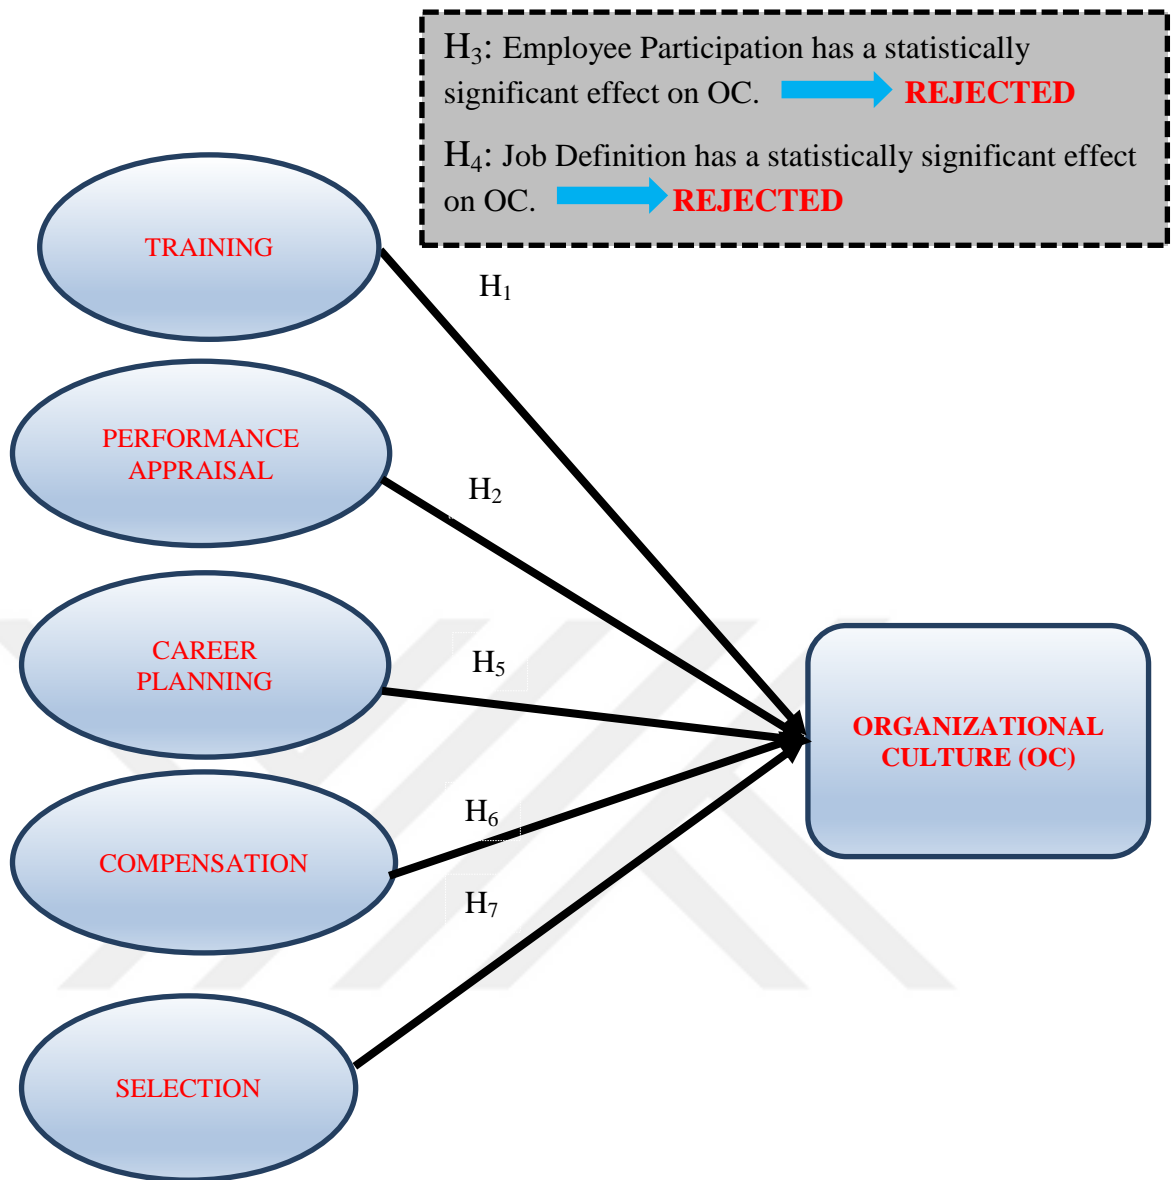 H₃: Employee Participation has a statistically
significant effect on OC. REJECTED
H₄: Job Definition has a statistically significant effect
on OC. REJECTED
TRAINING
H₁
PERFORMANCE
APPRAISAL
H₂
CAREER
PLANNING
H₅
ORGANIZATIONAL
CULTURE (OC)
H₆
COMPENSATION
H₇
SELECTION